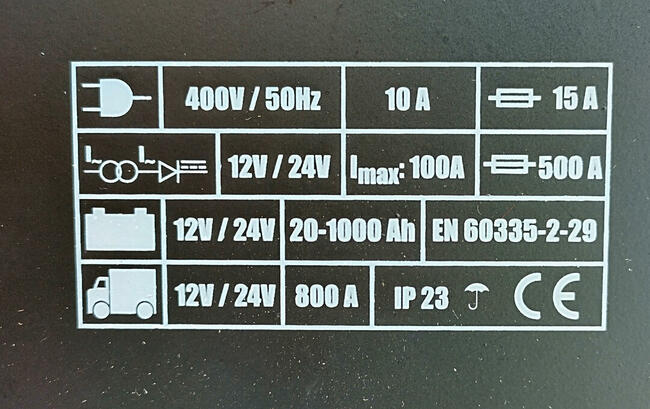 400V / 50Hz 10 A 15 A
12V / 24V Imax: 100A 500 A
12V / 24V 20-1000 Ah EN 60335-2-29
12V / 24V 800 A IP 23 CE